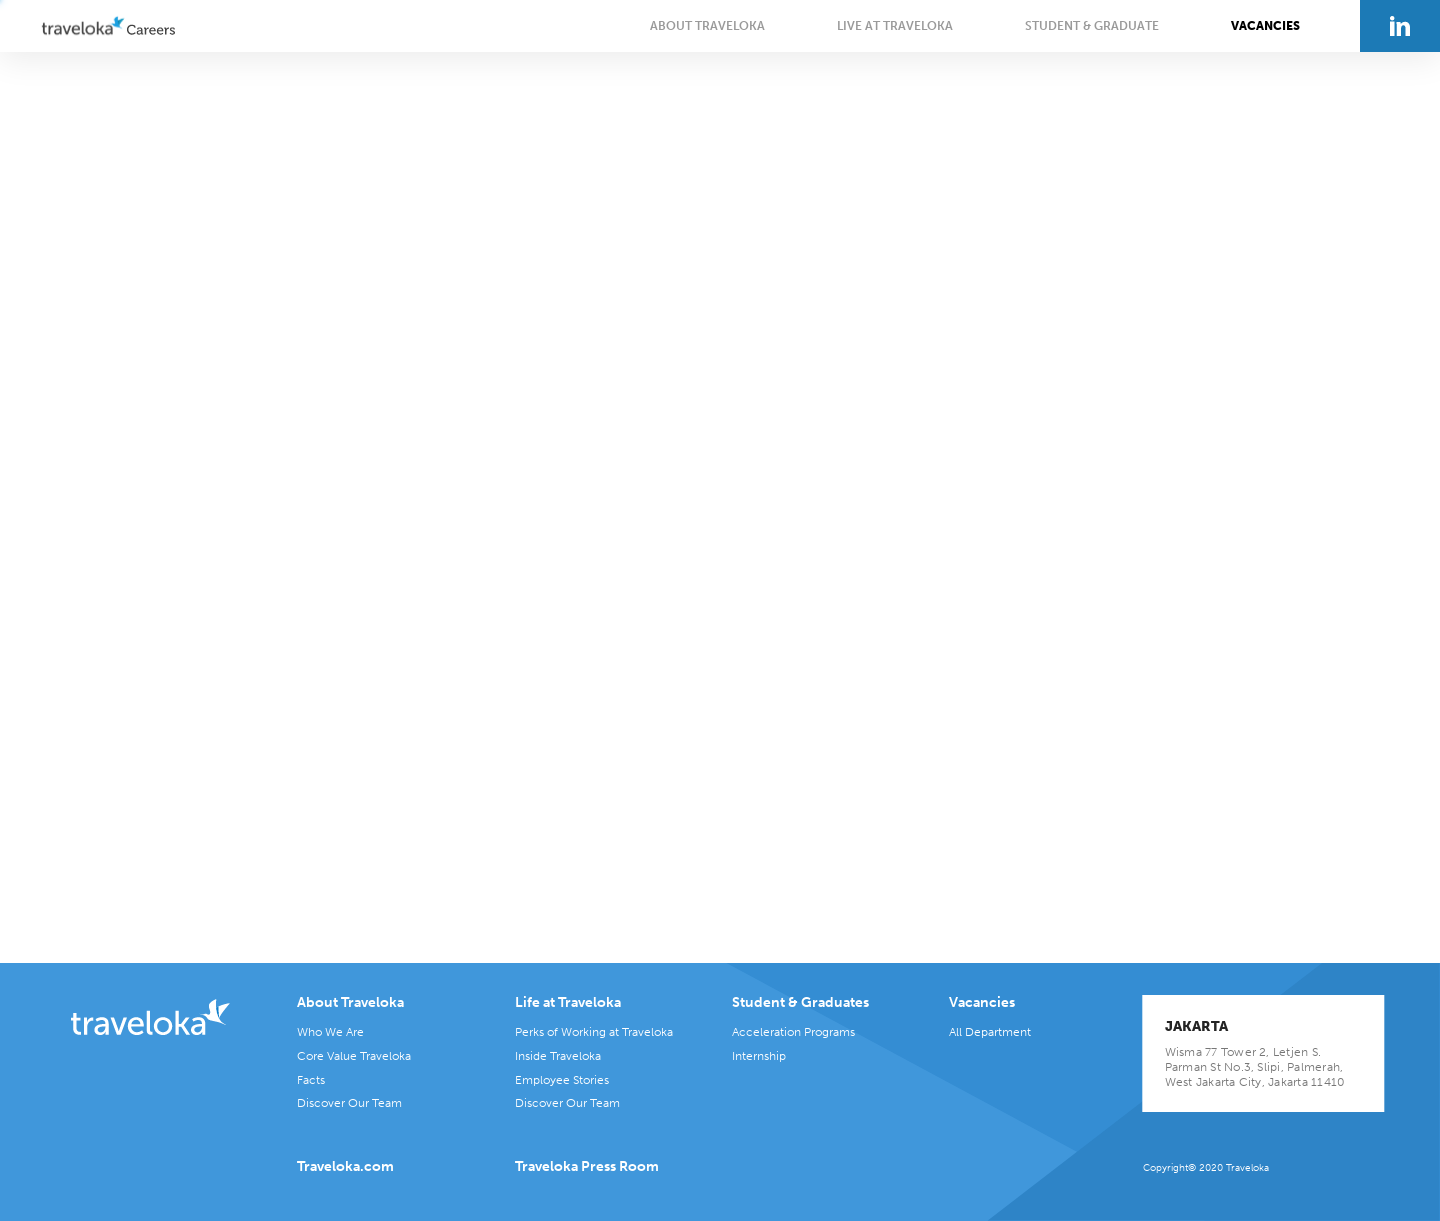 traveloka Careers
ABOUT TRAVELOKA
LIVE AT TRAVELOKA
STUDENT & GRADUATE
VACANCIES
in
traveloka
About Traveloka
Who We Are
Core Value Traveloka
Facts
Discover Our Team
Life at Traveloka
Perks of Working at Traveloka
Inside Traveloka
Employee Stories
Discover Our Team
Student & Graduates
Acceleration Programs
Internship
Vacancies
All Department
JAKARTA
Wisma 77 Tower 2, Letjen S.
Parman St No.3, Slipi, Palmerah,
West Jakarta City, Jakarta 11410
Traveloka.com
Traveloka Press Room
Copyright© 2020 Traveloka